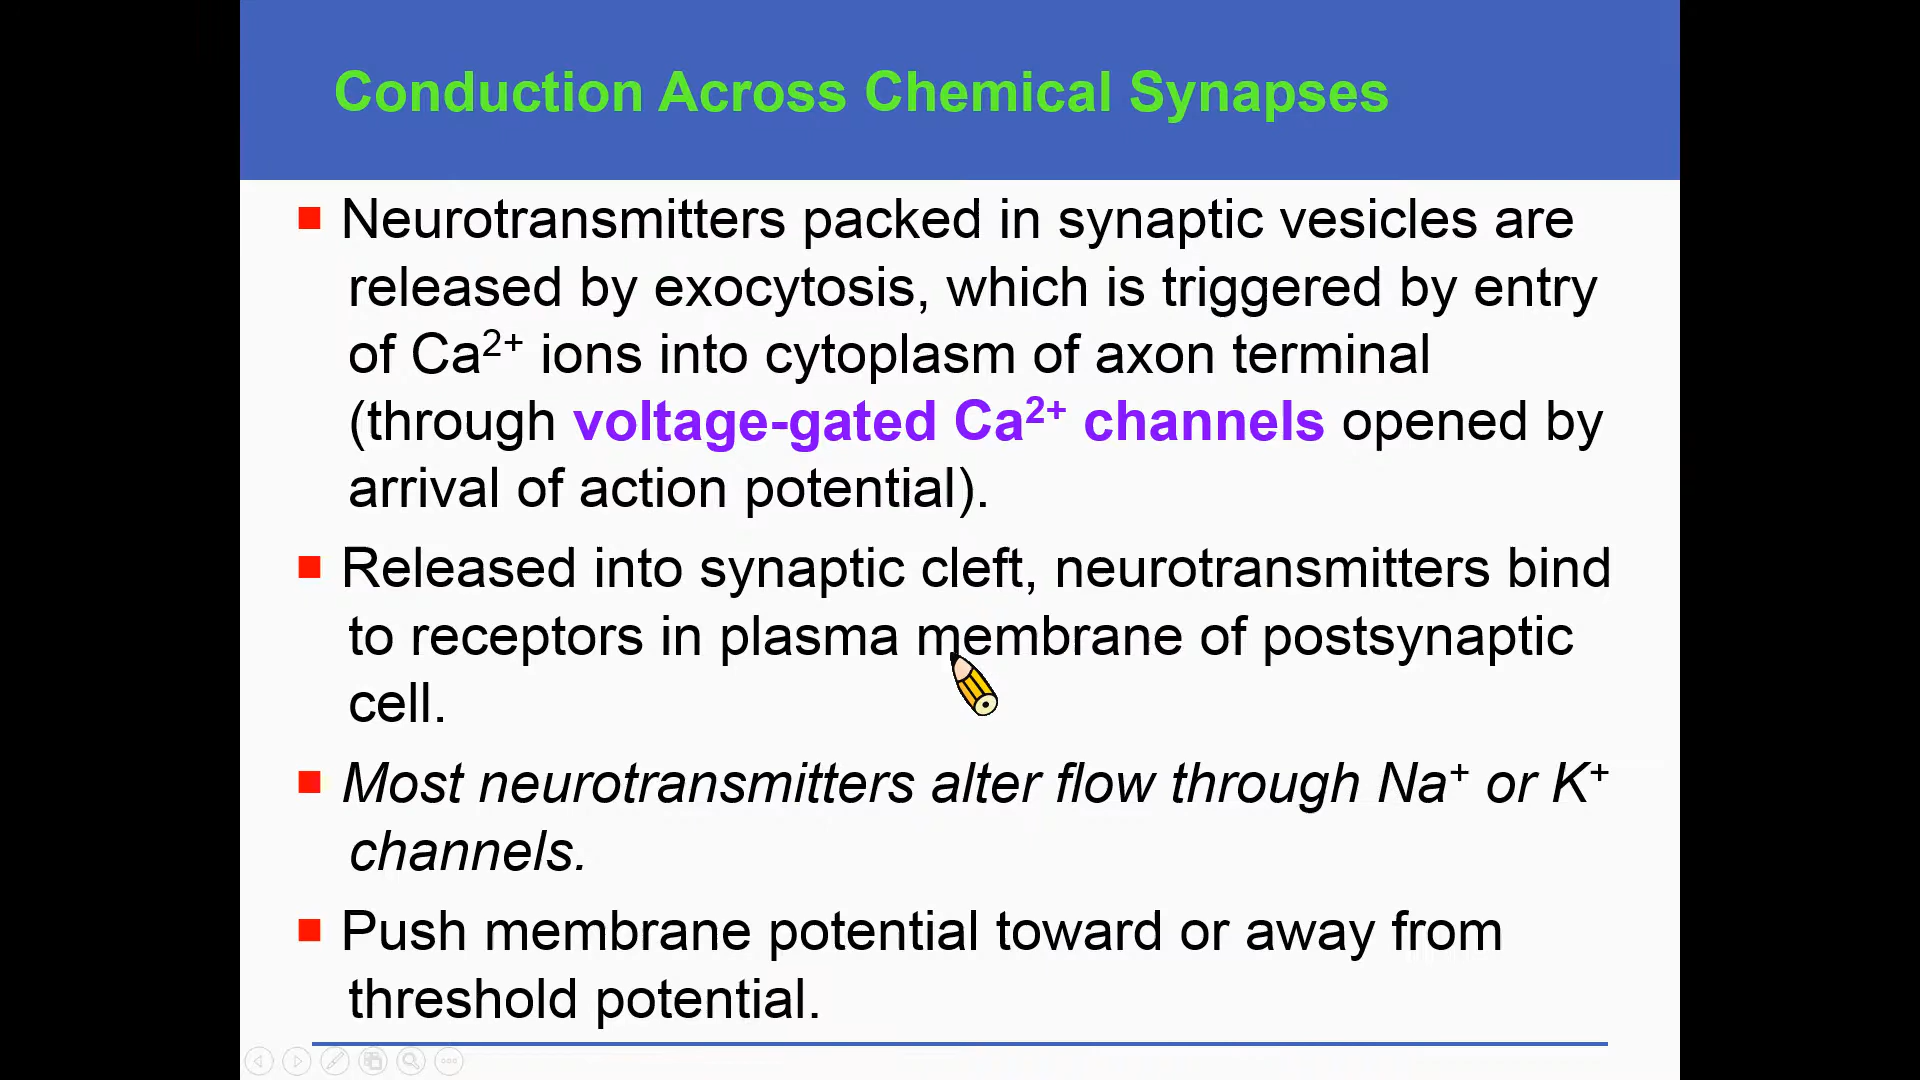 Conduction Across Chemical Synapses
Neurotransmitters packed in synaptic vesicles are
released by exocytosis, which is triggered by entry
of Ca²⁺ ions into cytoplasm of axon terminal
(through voltage-gated Ca²⁺ channels opened by
arrival of action potential).
Released into synaptic cleft, neurotransmitters bind
to receptors in plasma membrane of postsynaptic
cell.
Most neurotransmitters alter flow through Na⁺ or K⁺
channels.
Push membrane potential toward or away from
threshold potential.